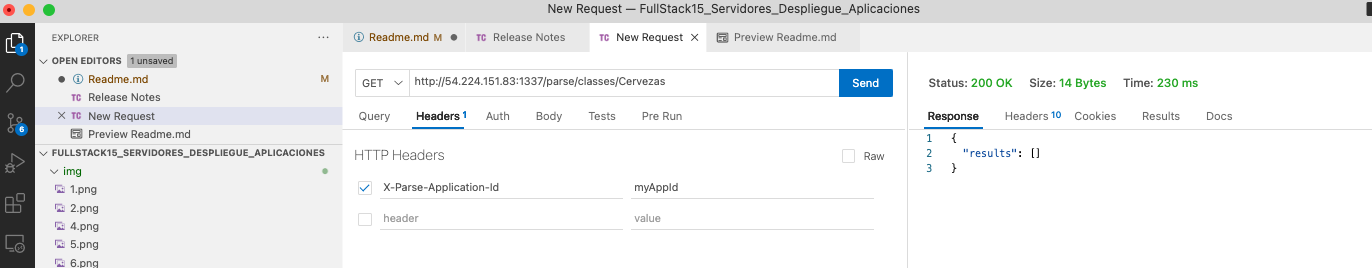 New Request — FullStack15_Servidores_Despliegue_Aplicaciones
EXPLORER
OPEN EDITORS 1 unsaved
Readme.md M
TC Release Notes
TC New Request
Preview Readme.md
FULLSTACK15_SERVIDORES_DESPLIEGUE_APLICACIONES
img
1.png
2.png
4.png
5.png
6.png
1
6
Readme.md M
TC Release Notes
TC New Request
Preview Readme.md
GET http://54.224.151.83:1337/parse/classes/Cervezas Send
Query Headers 1 Auth Body Tests Pre Run
HTTP Headers Raw
X-Parse-Application-Id myAppId
header value
Status: 200 OK Size: 14 Bytes Time: 230 ms
Response Headers 10 Cookies Results Docs
1 {
2 "results": []
3 }